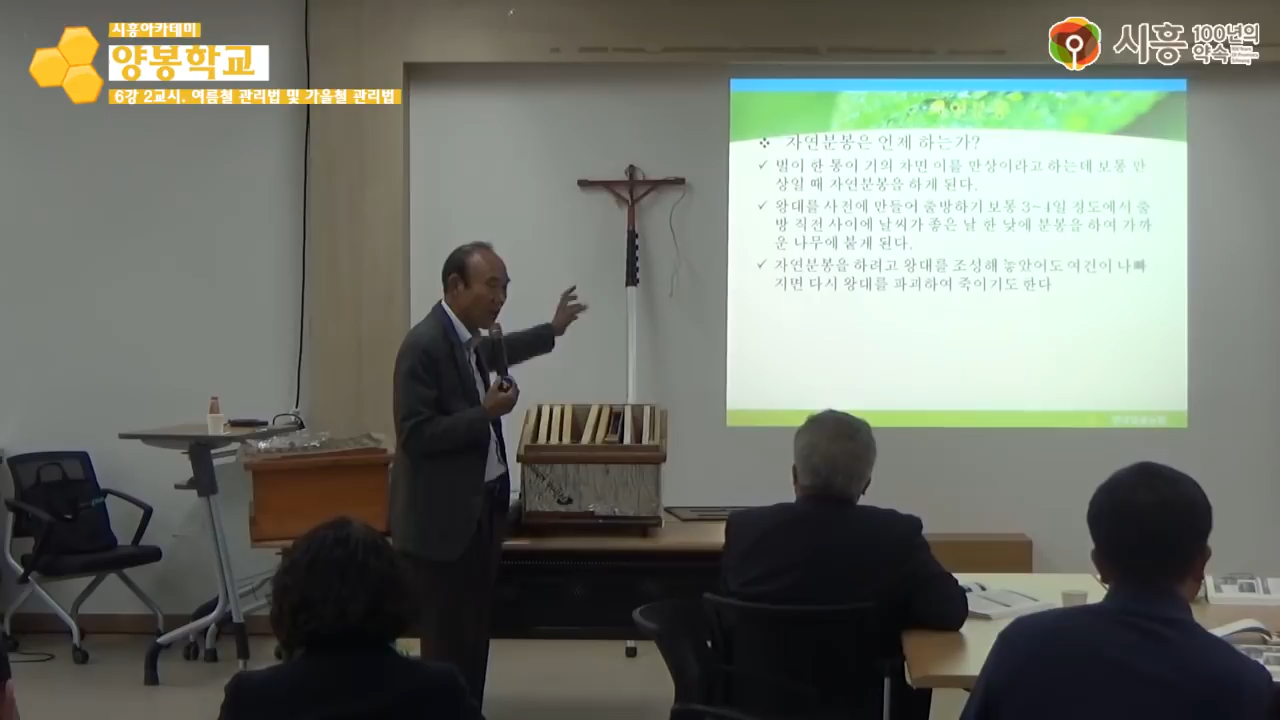 시흥아카데미
양봉학교
6강 2교시. 여름철 관리법 및 가을철 관리법
시흥 100년의
약속
자연분봉
❖ 자연분봉은 언제 하는가?
✓ 벌이 한 통이 거의 차면 이를 만상이라고 하는데 보통 만
상일 때 자연분봉을 하게 된다.
✓ 왕대를 사전에 만들어 출방하기 보통 3~4일 정도에서 출
방 직전 사이에 날씨가 좋은 날 한 낮에 분봉을 하여 가까
운 나무에 붙게 된다.
✓ 자연분봉을 하려고 왕대를 조성해 놓았어도 여건이 나빠
지면 다시 왕대를 파괴하여 죽이기도 한다